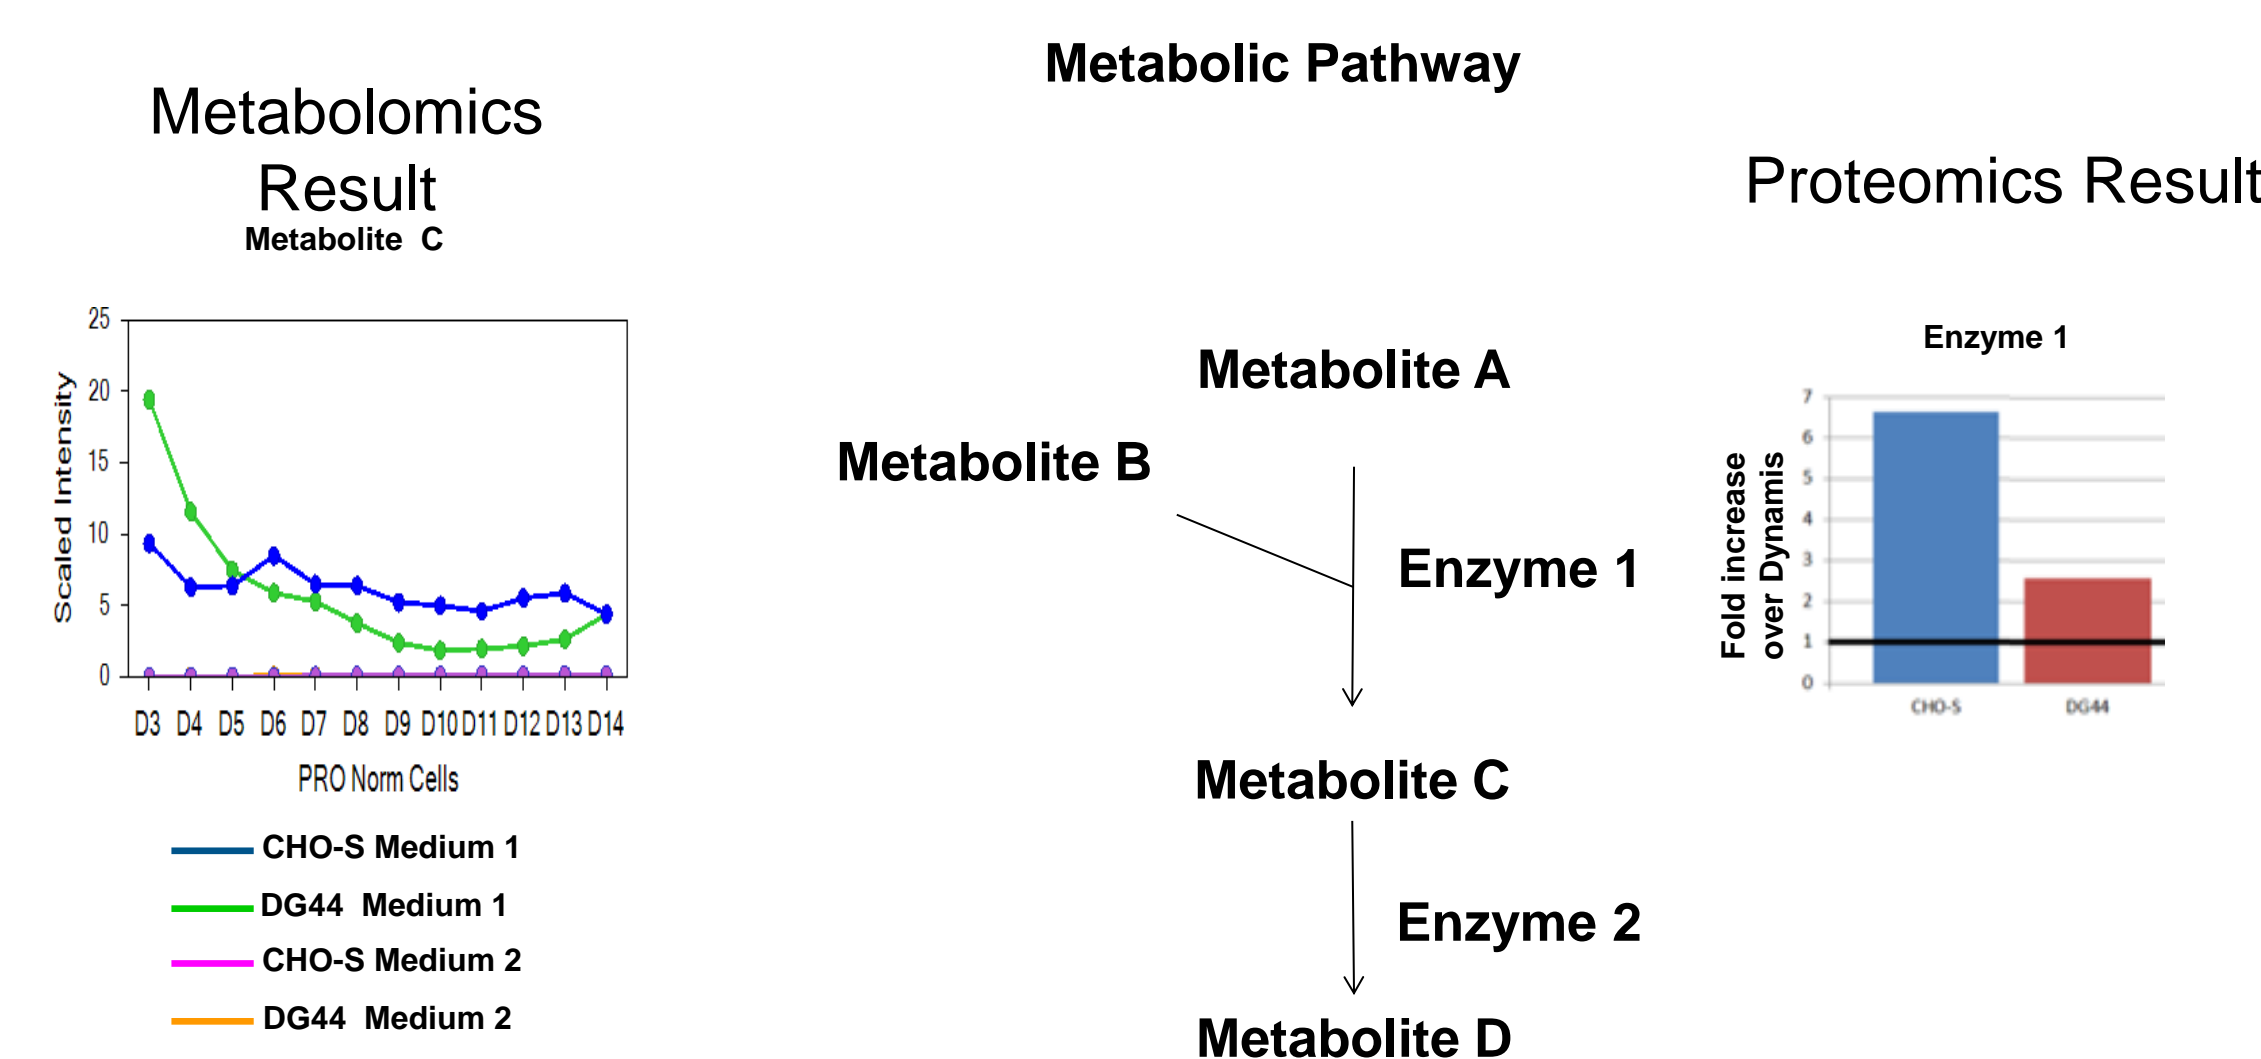 Metabolic Pathway
Metabolomics
Result
Metabolite C
25
20
15
10
5
0
Scaled Intensity
D3 D4 D5 D6 D7 D8 D9 D10 D11 D12 D13 D14
PRO Norm Cells
CHO-S Medium 1
DG44 Medium 1
CHO-S Medium 2
DG44 Medium 2
Metabolite A
Metabolite B
Enzyme 1
Metabolite C
Enzyme 2
Metabolite D
Proteomics Result
Enzyme 1
Fold increase
over Dynamis
7
6
5
4
3
2
1
0
CHO-S DG44